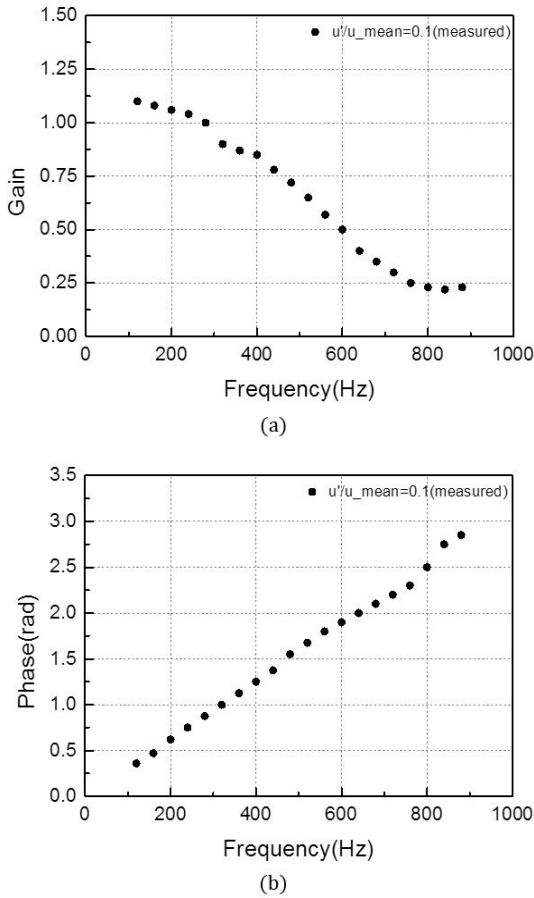 1.50
u'/u_mean=0.1(measured)
1.25
1.00
0.75
0.50
0.25
0.00
Gain
0 200 400 600 800 1000
Frequency(Hz)
(a)
3.5
u'/u_mean=0.1(measured)
3.0
2.5
2.0
1.5
1.0
0.5
0.0
Phase(rad)
0 200 400 600 800 1000
Frequency(Hz)
(b)